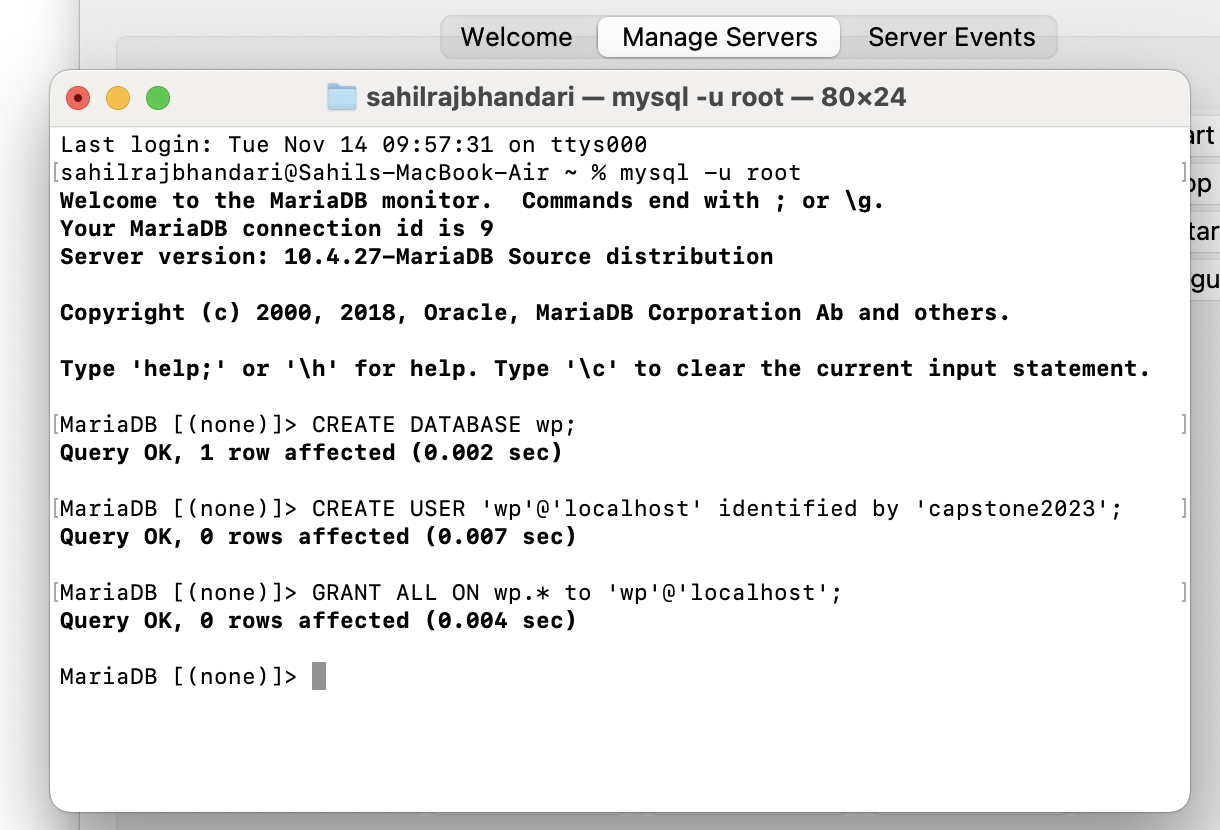 Welcome
Manage Servers
Server Events
sahilrajbhandari — mysql -u root — 80×24
Last login: Tue Nov 14 09:57:31 on ttys000
[sahilrajbhandari@Sahils-MacBook-Air ~ % mysql -u root ]
Welcome to the MariaDB monitor.  Commands end with ; or \g.
Your MariaDB connection id is 9
Server version: 10.4.27-MariaDB Source distribution
Copyright (c) 2000, 2018, Oracle, MariaDB Corporation Ab and others.
Type 'help;' or '\h' for help. Type '\c' to clear the current input statement.
[MariaDB [(none)]> CREATE DATABASE wp; ]
Query OK, 1 row affected (0.002 sec)
[MariaDB [(none)]> CREATE USER 'wp'@'localhost' identified by 'capstone2023'; ]
Query OK, 0 rows affected (0.007 sec)
[MariaDB [(none)]> GRANT ALL ON wp.* to 'wp'@'localhost'; ]
Query OK, 0 rows affected (0.004 sec)
MariaDB [(none)]>